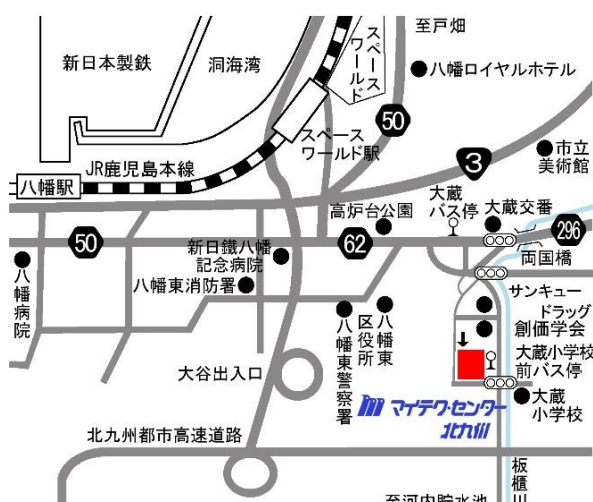 至戸畑
新日本製鉄
洞海湾
スペース
ワールド
八幡ロイヤルホテル
50
スペース
ワールド駅
3
市立
美術館
JR鹿児島本線
八幡駅
大蔵
バス停
高炉台公園
大蔵交番
296
50
62
新日鐵八幡
記念病院
両国橋
八幡病院
八幡東消防署
サンキュー
ドラッグ
創価学会
八幡東
区役所
八幡東警察署
大蔵小学校
前バス停
大谷出入口
マイテク・センター
北九州
大蔵
小学校
北九州都市高速道路
板櫃川
至河内貯水池